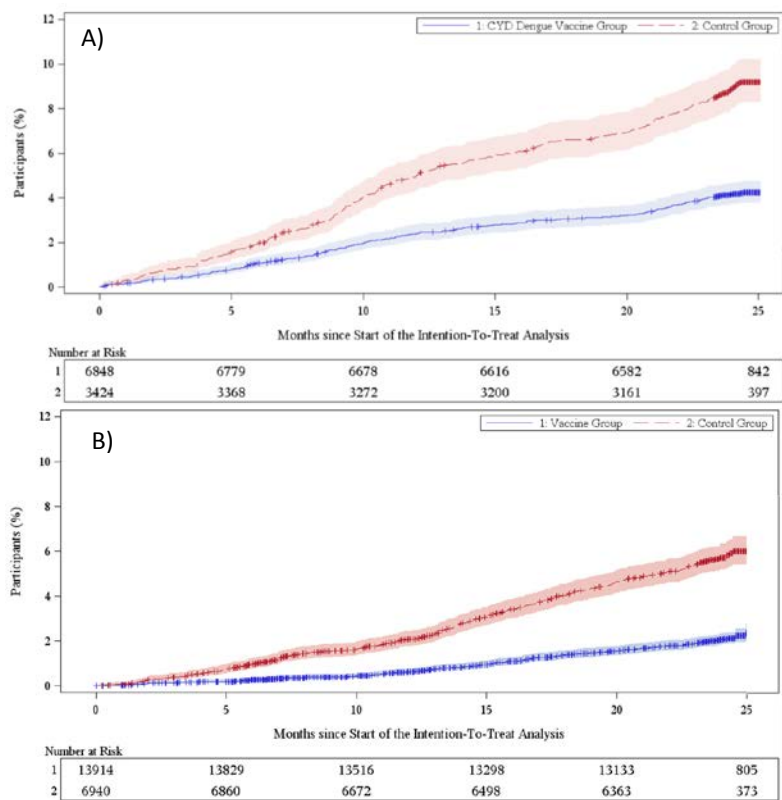 A)
1: CYD Dengue Vaccine Group 2: Control Group
12
10
8
6
4
2
0
Participants (%)
0 5 10 15 20 25
Months since Start of the Intention-To-Treat Analysis
Number at Risk
1 6848 6779 6678 6616 6582 842
2 3424 3368 3272 3200 3161 397
B)
1: Vaccine Group 2: Control Group
12
10
8
6
4
2
0
Participants (%)
0 5 10 15 20 25
Months since Start of the Intention-To-Treat Analysis
Number at Risk
1 13914 13829 13516 13298 13133 805
2 6940 6860 6672 6498 6363 373